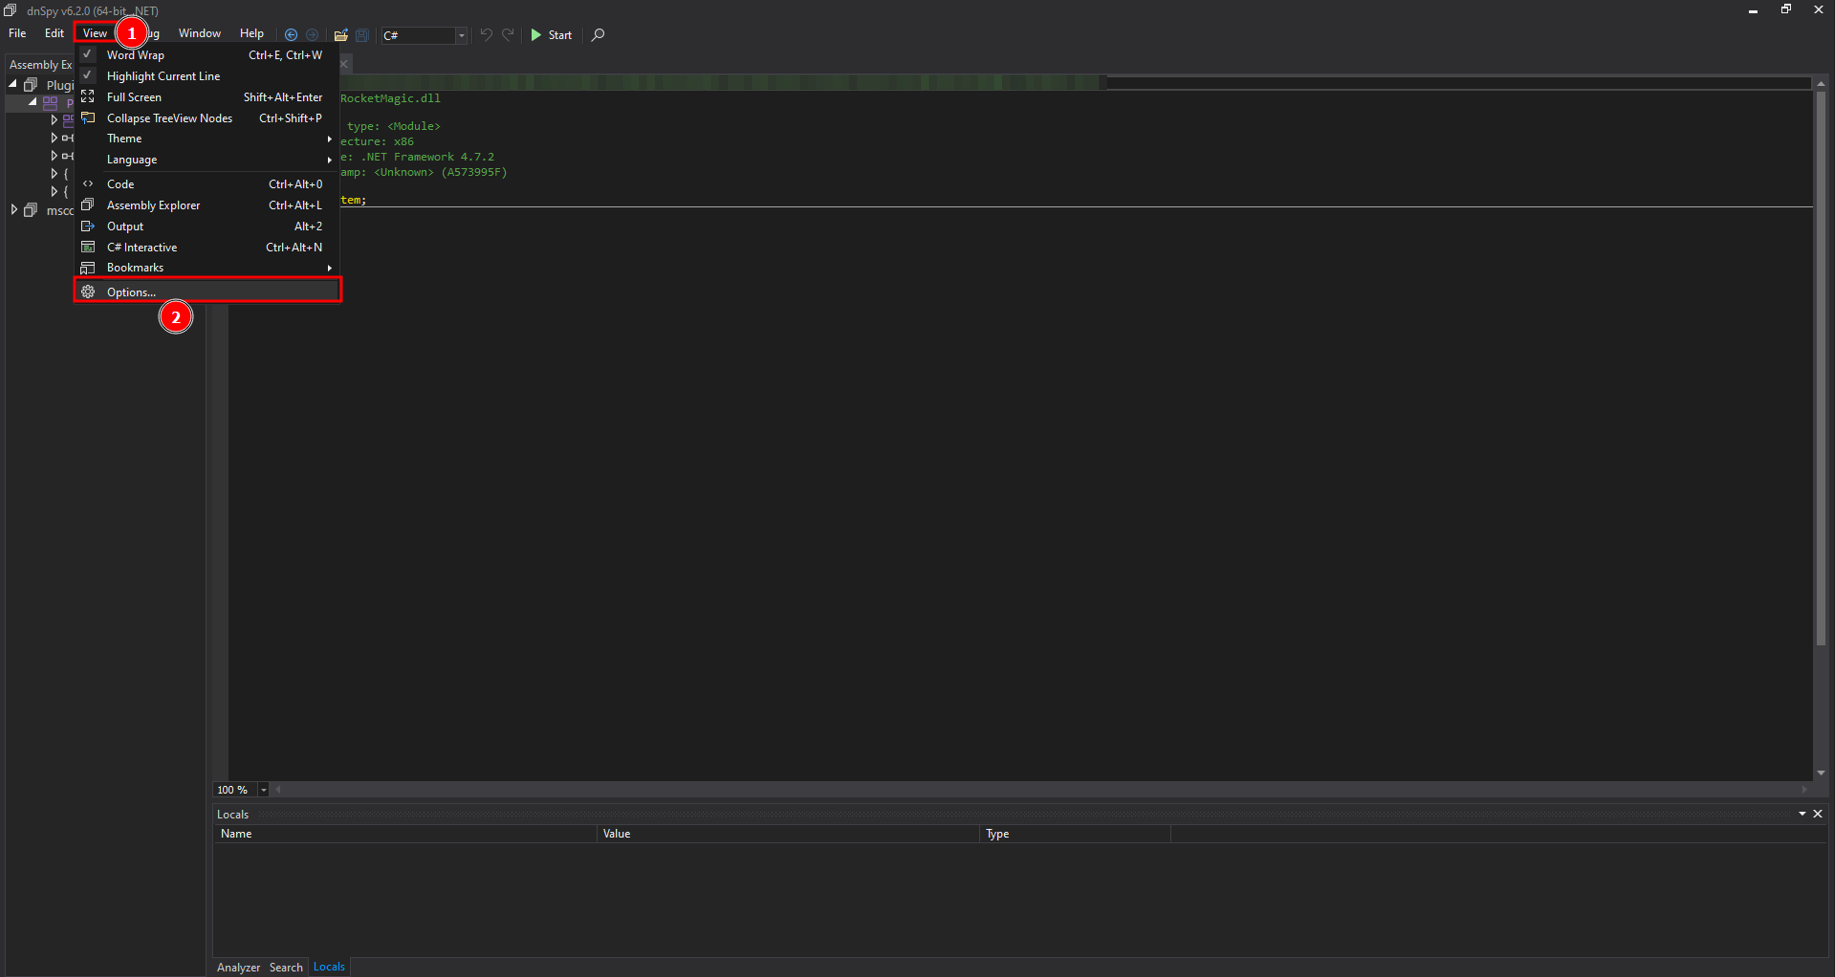 dnSpy v6.2.0 (64-bit, .NET)
File Edit View 1 ug Window Help C# Start
Assembly Ex
Word Wrap Ctrl+E, Ctrl+W
Highlight Current Line
Full Screen Shift+Alt+Enter
Collapse TreeView Nodes Ctrl+Shift+P
Theme
Language
Code Ctrl+Alt+0
Assembly Explorer Ctrl+Alt+L
Output Alt+2
C# Interactive Ctrl+Alt+N
Bookmarks
Options...
2
Plugi
P
{
{
msco
RocketMagic.dll
type: <Module>
ecture: x86
e: .NET Framework 4.7.2
amp: <Unknown> (A573995F)
tem;
100 %
Locals
Name Value Type
Analyzer Search Locals